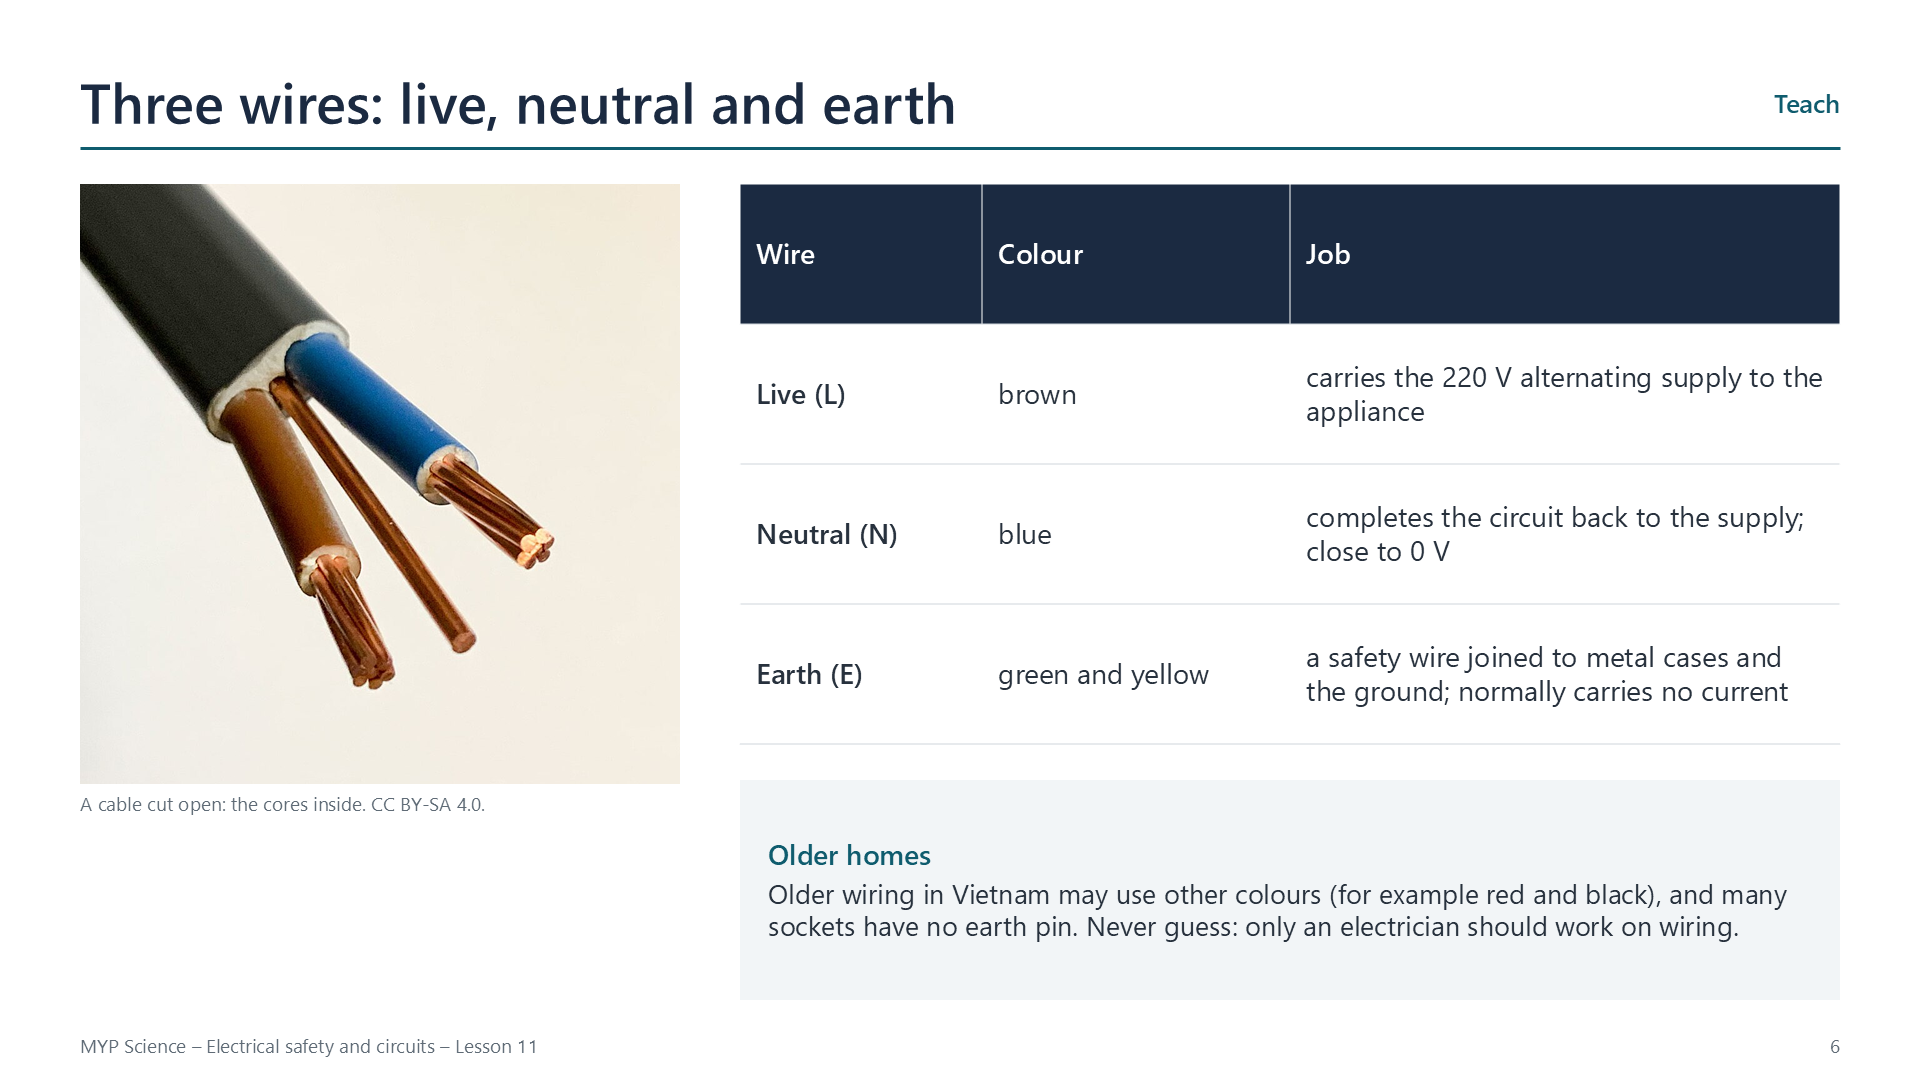 Three wires: live, neutral and earth
Teach
Wire
Colour
Job
Live (L)
brown
carries the 220 V alternating supply to the
appliance
Neutral (N)
blue
completes the circuit back to the supply;
close to 0 V
Earth (E)
green and yellow
a safety wire joined to metal cases and
the ground; normally carries no current
A cable cut open: the cores inside. CC BY-SA 4.0.
Older homes
Older wiring in Vietnam may use other colours (for example red and black), and many
sockets have no earth pin. Never guess: only an electrician should work on wiring.
MYP Science – Electrical safety and circuits – Lesson 11
6